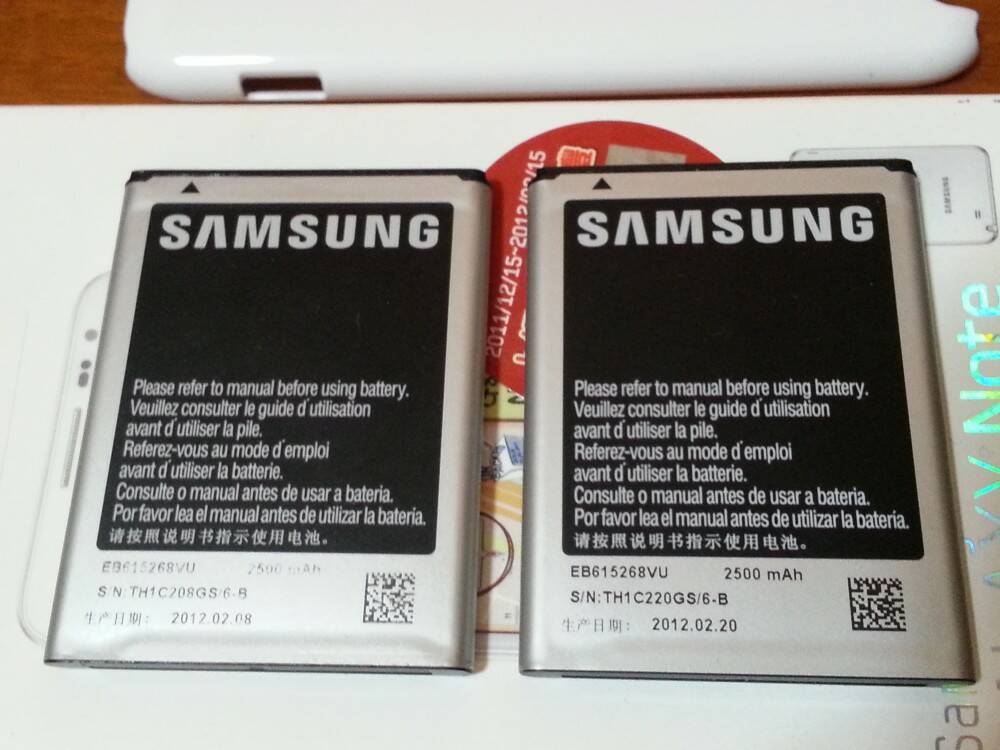 SAMSUNG
Please refer to manual before using battery.
Veuillez consulter le guide d'utilisation
avant d'utiliser la pile.
Referez-vous au mode d'emploi
avant d'utiliser la batterie.
Consulte o manual antes de usar a bateria.
Por favor lea el manual antes de utilizar la batería.
请按照说明书指示使用电池。
EB615268VU 2500 mAh
S/N:TH1C208GS/6-B
生产日期: 2012.02.08
SAMSUNG
Please refer to manual before using battery.
Veuillez consulter le guide d'utilisation
avant d'utiliser la pile.
Referez-vous au mode d'emploi
avant d'utiliser la batterie.
Consulte o manual antes de usar a bateria.
Por favor lea el manual antes de utilizar la batería.
请按照说明书指示使用电池。
EB615268VU 2500 mAh
S/N:TH1C220GS/6-B
生产日期: 2012.02.20
2011/12/15~2012/02/15
SAMSUNG
Note